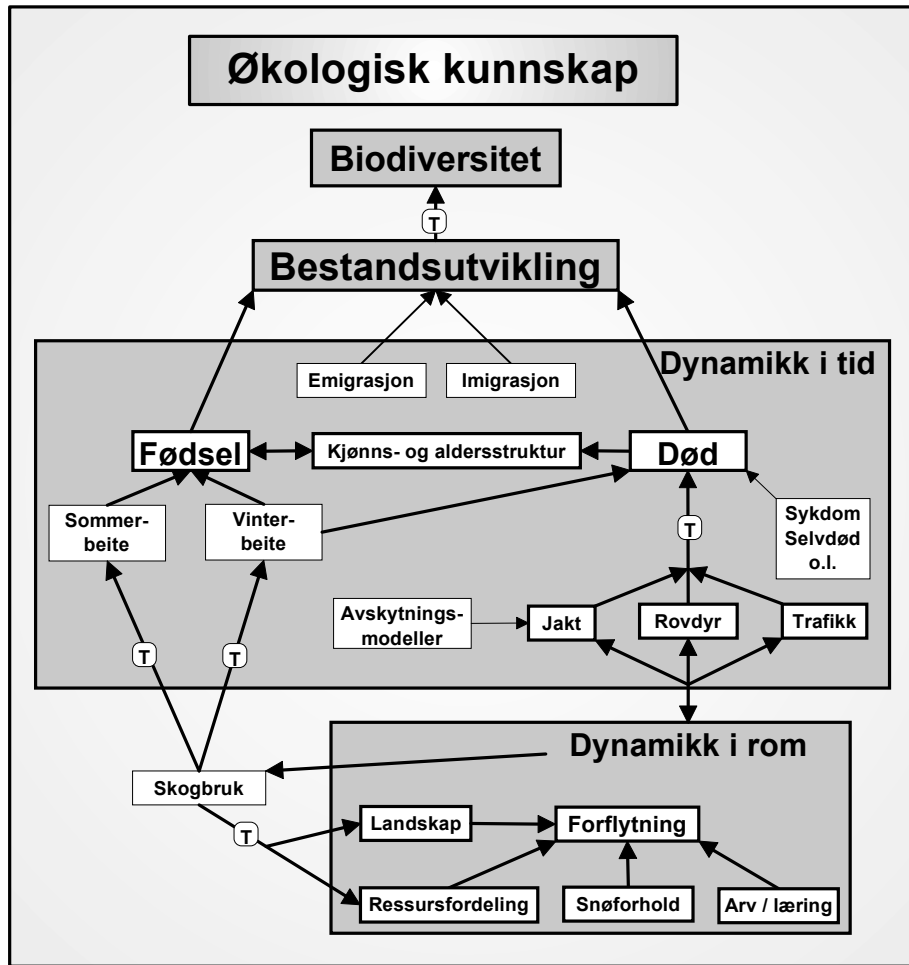 Økologisk kunnskap
Biodiversitet
T
Bestandsutvikling
Dynamikk i tid
Emigrasjon
Imigrasjon
Fødsel
Kjønns- og aldersstruktur
Død
Sommer-
beite
Vinter-
beite
T
Sykdom
Selvdød
o.l.
Avskytnings-
modeller
Jakt
Rovdyr
Trafikk
T
T
Dynamikk i rom
Skogbruk
T
Landskap
Forflytning
Ressursfordeling
Snøforhold
Arv / læring